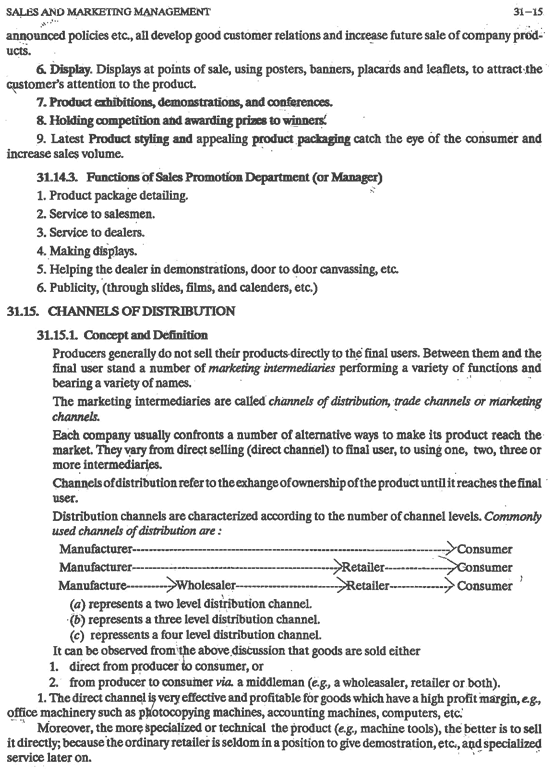 SALES AND MARKETING MANAGEMENT 31–15
announced policies etc., all develop good customer relations and increase future sale of company prod-
ucts.
6. Display. Displays at points of sale, using posters, banners, placards and leaflets, to attract the
customer's attention to the product.
7. Product exhibitions, demonstrations, and conferences.
8. Holding competition and awarding prizes to winners.
9. Latest Product styling and appealing product packaging catch the eye of the consumer and
increase sales volume.
31.14.3. Functions of Sales Promotion Department (or Manager)
1. Product package detailing.
2. Service to salesmen.
3. Service to dealers.
4. Making displays.
5. Helping the dealer in demonstrations, door to door canvassing, etc.
6. Publicity, (through slides, films, and calenders, etc.)
31.15. CHANNELS OF DISTRIBUTION
31.15.1. Concept and Definition
Producers generally do not sell their products directly to the final users. Between them and the
final user stand a number of marketing intermediaries performing a variety of functions and
bearing a variety of names.
The marketing intermediaries are called channels of distribution, trade channels or marketing
channels.
Each company usually confronts a number of alternative ways to make its product reach the
market. They vary from direct selling (direct channel) to final user, to using one, two, three or
more intermediaries.
Channels of distribution refer to the exhange of ownership of the product until it reaches the final
user.
Distribution channels are characterized according to the number of channel levels. Commonly
used channels of distribution are :
Manufacturer----------------------------------------------->Consumer
Manufacturer------------------------------>Retailer----------->Consumer
Manufacture-------->Wholesaler--------------->Retailer------------> Consumer
(a) represents a two level distribution channel.
(b) represents a three level distribution channel.
(c) repressents a four level distribution channel.
It can be observed from the above discussion that goods are sold either
1. direct from producer to consumer, or
2. from producer to consumer via. a middleman (e.g., a wholeasaler, retailer or both).
1. The direct channel is very effective and profitable for goods which have a high profit margin, e.g.,
office machinery such as photocopying machines, accounting machines, computers, etc.
Moreover, the more specialized or technical the product (e.g., machine tools), the better is to sell
it directly; because the ordinary retailer is seldom in a position to give demostration, etc., and specialized
service later on.